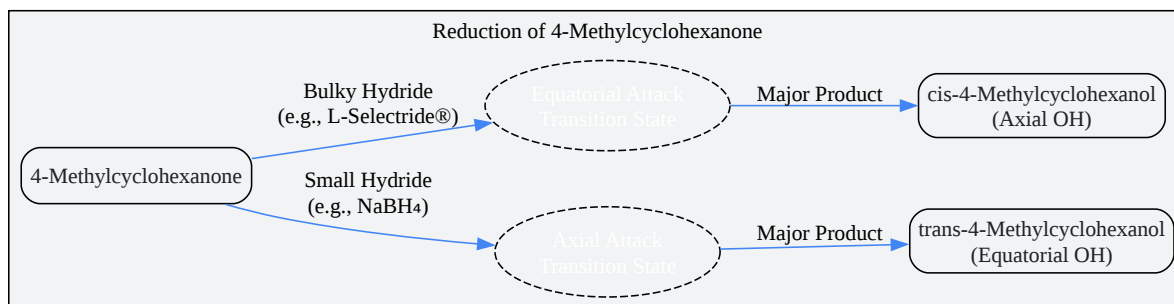 Reduction of 4-Methylcyclohexanone
Bulky Hydride
(e.g., L-Selectride®)
Equatorial Attack
Transition State
Major Product
cis-4-Methylcyclohexanol
(Axial OH)
4-Methylcyclohexanone
Small Hydride
(e.g., NaBH₄)
Axial Attack
Transition State
Major Product
trans-4-Methylcyclohexanol
(Equatorial OH)